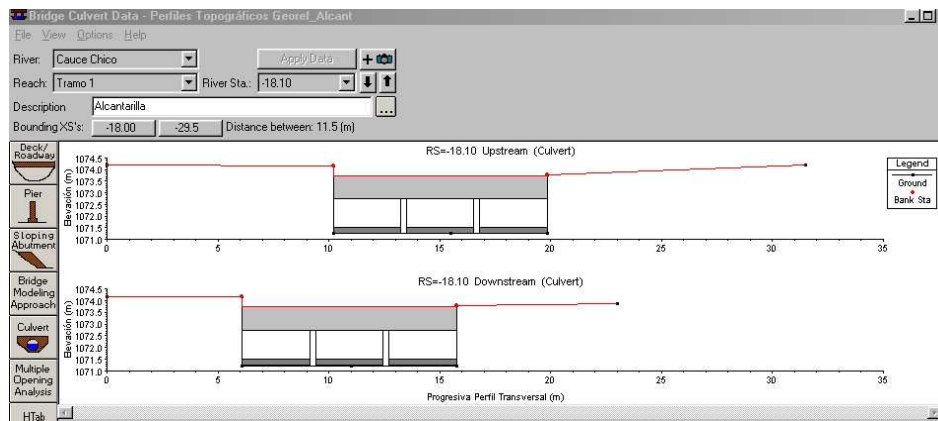 Bridge Culvert Data - Perfiles Topográficos Georef_Alcant
File View Options Help
River: Cauce Chico Apply Data
Reach: Tramo 1 River Sta.: -18.10
Description Alcantarilla ...
Bounding XS's: -18.00 -29.5 Distance between: 11.5 (m)
Deck/
Roadway
Pier
Sloping
Abutment
Bridge
Modeling
Approach
Culvert
Multiple
Opening
Analysis
HTab
RS=-18.10 Upstream (Culvert)
Elevación (m)
1074.5
1074.0
1073.5
1073.0
1072.5
1072.0
1071.5
1071.0
0 5 10 15 20 25 30 35
Legend
Ground
Bank Sta
RS=-18.10 Downstream (Culvert)
Elevación (m)
1074.5
1074.0
1073.5
1073.0
1072.5
1072.0
1071.5
1071.0
0 5 10 15 20 25 30 35
Progresiva Perfil Transversal (m)